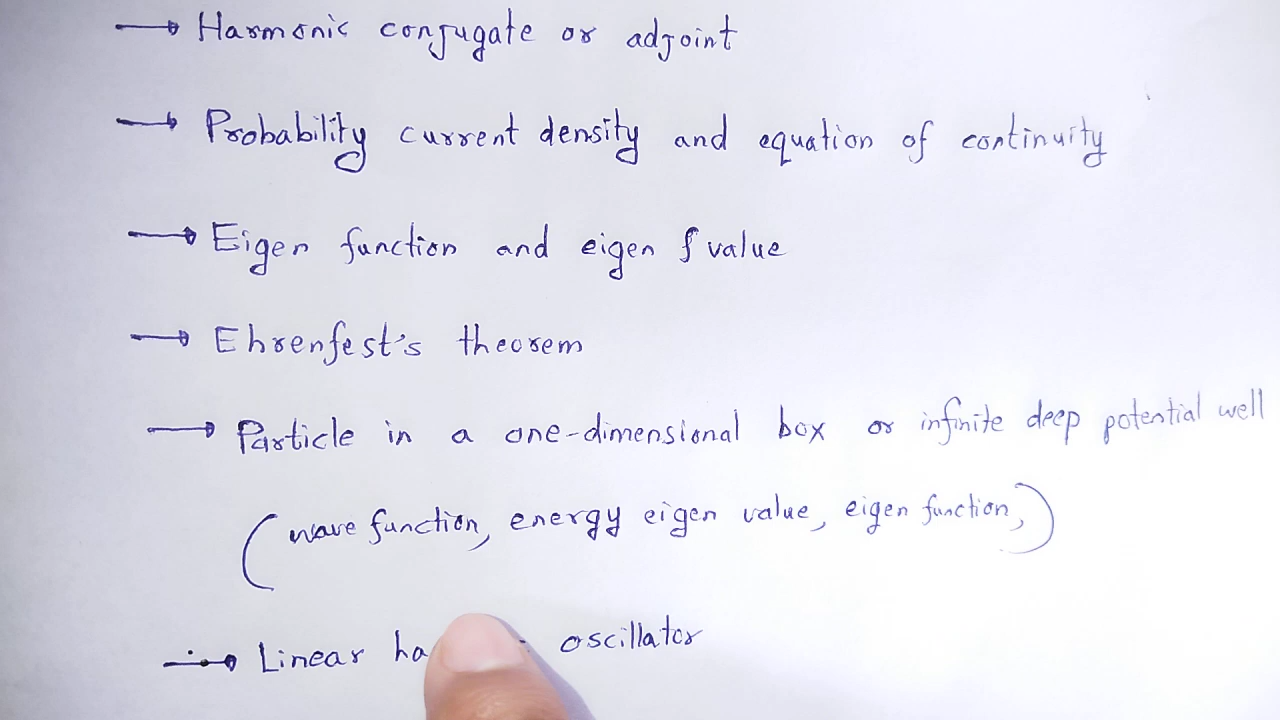 → Harmonic conjugate or adjoint
→ Probability current density and equation of continuity
→ Eigen function and eigen f value
→ Ehrenfest's theorem
→ Particle in a one-dimensional box or infinite deep potential well
(wave function, energy eigen value, eigen function,)
→ Linear ha oscillator